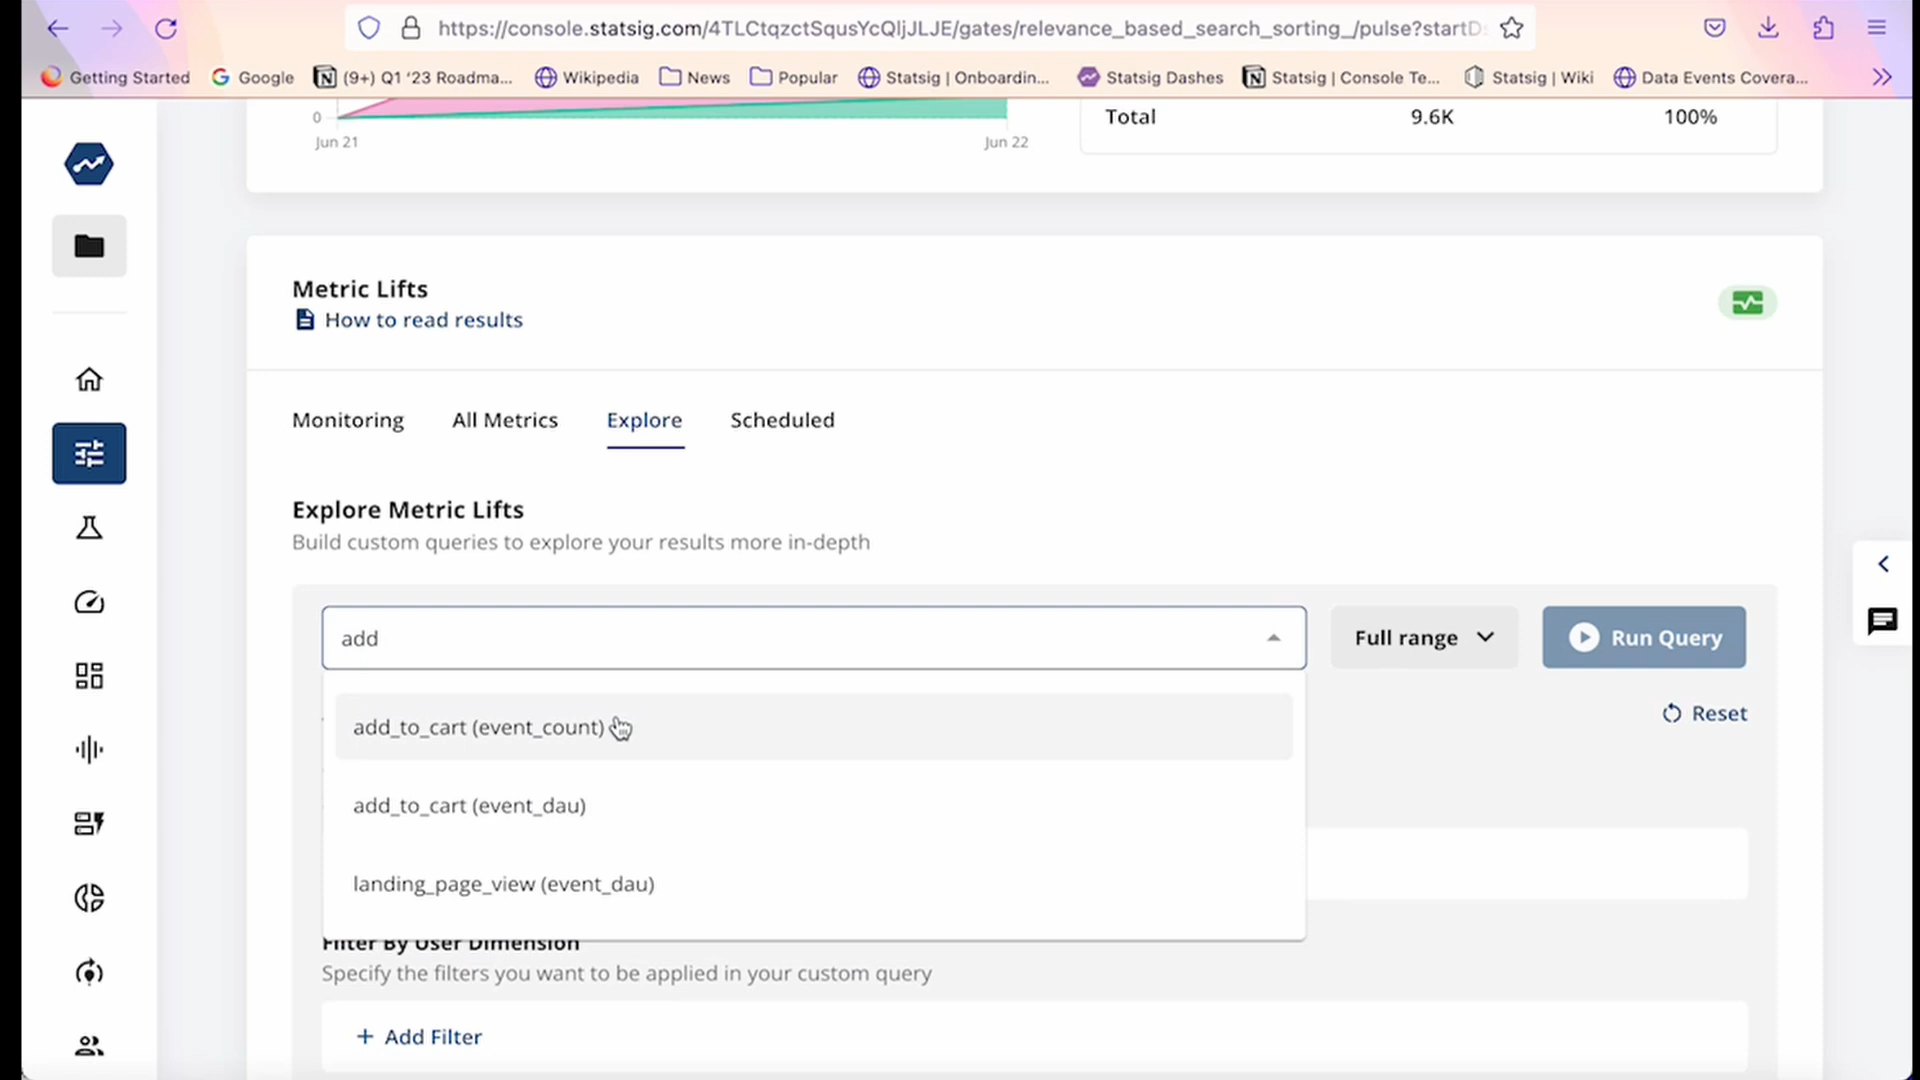 https://console.statsig.com/4TLCtqzctSqusYcQljJLJE/gates/relevance_based_search_sorting_/pulse?startDs
Getting Started Google (9+) Q1 '23 Roadma... Wikipedia News Popular Statsig | Onboardin... Statsig Dashes Statsig | Console Te... Statsig | Wiki Data Events Covera...
0
Jun 21 Jun 22
Total 9.6K 100%
Metric Lifts
How to read results
Monitoring All Metrics Explore Scheduled
Explore Metric Lifts
Build custom queries to explore your results more in-depth
add
Full range
Run Query
add_to_cart (event_count)
Reset
add_to_cart (event_dau)
landing_page_view (event_dau)
Filter By User Dimension
Specify the filters you want to be applied in your custom query
+ Add Filter